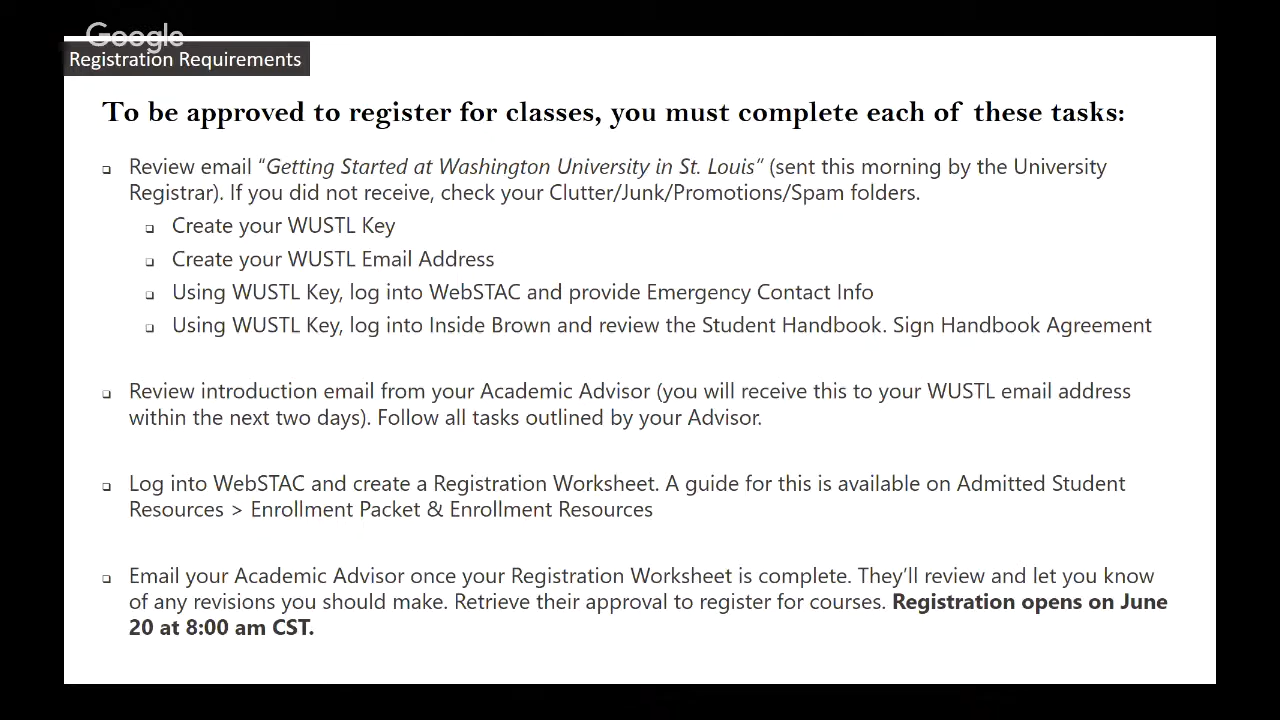 Google
Registration Requirements
To be approved to register for classes, you must complete each of these tasks:
Review email "Getting Started at Washington University in St. Louis" (sent this morning by the University
Registrar). If you did not receive, check your Clutter/Junk/Promotions/Spam folders.
Create your WUSTL Key
Create your WUSTL Email Address
Using WUSTL Key, log into WebSTAC and provide Emergency Contact Info
Using WUSTL Key, log into Inside Brown and review the Student Handbook. Sign Handbook Agreement
Review introduction email from your Academic Advisor (you will receive this to your WUSTL email address
within the next two days). Follow all tasks outlined by your Advisor.
Log into WebSTAC and create a Registration Worksheet. A guide for this is available on Admitted Student
Resources > Enrollment Packet & Enrollment Resources
Email your Academic Advisor once your Registration Worksheet is complete. They'll review and let you know
of any revisions you should make. Retrieve their approval to register for courses. Registration opens on June
20 at 8:00 am CST.